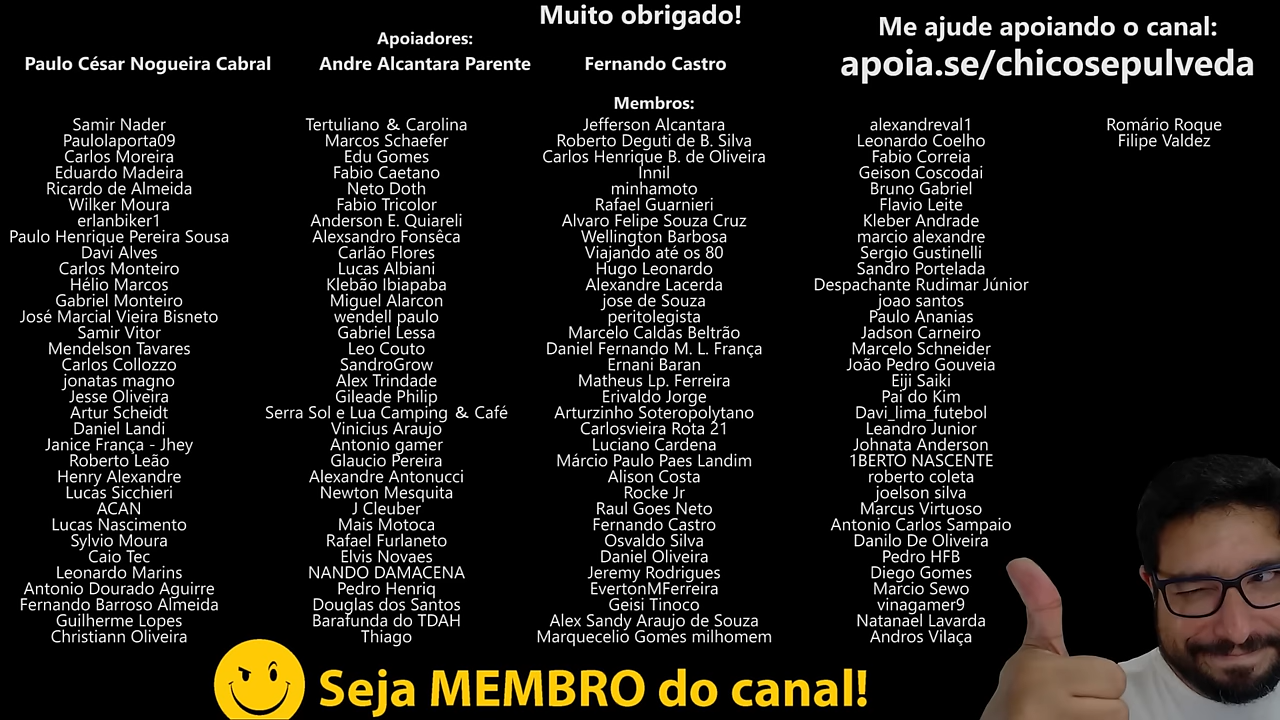 Muito obrigado!
Me ajude apoiando o canal:
apoia.se/chicosepulveda
Apoiadores:
Paulo César Nogueira Cabral
Andre Alcantara Parente
Fernando Castro
Membros:
Samir Nader
Paulolaporta09
Carlos Moreira
Eduardo Madeira
Ricardo de Almeida
Wilker Moura
erlanbiker1
Paulo Henrique Pereira Sousa
Davi Alves
Carlos Monteiro
Hélio Marcos
Gabriel Monteiro
José Marcial Vieira Bisneto
Samir Vitor
Mendelson Tavares
Carlos Collozzo
jonatas magno
Jesse Oliveira
Artur Scheidt
Daniel Landi
Janice França - Jhey
Roberto Leão
Henry Alexandre
Lucas Sicchieri
ACAN
Lucas Nascimento
Sylvio Moura
Caio Tec
Leonardo Marins
Antonio Dourado Aguirre
Fernando Barroso Almeida
Guilherme Lopes
Christiann Oliveira
Tertuliano & Carolina
Marcos Schaefer
Edu Gomes
Fabio Caetano
Neto Doth
Fabio Tricolor
Anderson E. Quiareli
Alexsandro Fonsêca
Carlão Flores
Lucas Albiani
Klebão Ibiapaba
Miguel Alarcon
wendell paulo
Gabriel Lessa
Leo Couto
SandroGrow
Alex Trindade
Gileade Philip
Serra Sol e Lua Camping & Café
Vinicius Araujo
Antonio gamer
Glaucio Pereira
Alexandre Antonucci
Newton Mesquita
J Cleuber
Mais Motoca
Rafael Furlaneto
Elvis Novaes
NANDO DAMACENA
Pedro Henriq
Douglas dos Santos
Barafunda do TDAH
Thiago
Jefferson Alcantara
Roberto Deguti de B. Silva
Carlos Henrique B. de Oliveira
Innil
minhamoto
Rafael Guarnieri
Alvaro Felipe Souza Cruz
Wellington Barbosa
Viajando até os 80
Hugo Leonardo
Alexandre Lacerda
jose de Souza
peritolegista
Marcelo Caldas Beltrão
Daniel Fernando M. L. França
Ernani Baran
Matheus Lp. Ferreira
Erivaldo Jorge
Arturzinho Soteropolytano
Carlosvieira Rota 21
Luciano Cardena
Márcio Paulo Paes Landim
Alison Costa
Rocke Jr
Raul Goes Neto
Fernando Castro
Osvaldo Silva
Daniel Oliveira
Jeremy Rodrigues
EvertonMFerreira
Geisi Tinoco
Alex Sandy Araujo de Souza
Marquecelio Gomes milhomem
alexandreval1
Leonardo Coelho
Fabio Correia
Geison Coscodai
Bruno Gabriel
Flavio Leite
Kleber Andrade
marcio alexandre
Sergio Gustinelli
Sandro Portelada
Despachante Rudimar Júnior
joao santos
Paulo Ananias
Jadson Carneiro
Marcelo Schneider
João Pedro Gouveia
Eiji Saiki
Pai do Kim
Davi_lima_futebol
Leandro Junior
Johnata Anderson
1BERTO NASCENTE
roberto coleta
joelson silva
Marcus Virtuoso
Antonio Carlos Sampaio
Danilo De Oliveira
Pedro HFB
Diego Gomes
Marcio Sewo
vinagamer9
Natanael Lavarda
Andros Vilaça
Romário Roque
Filipe Valdez
Seja MEMBRO do canal!